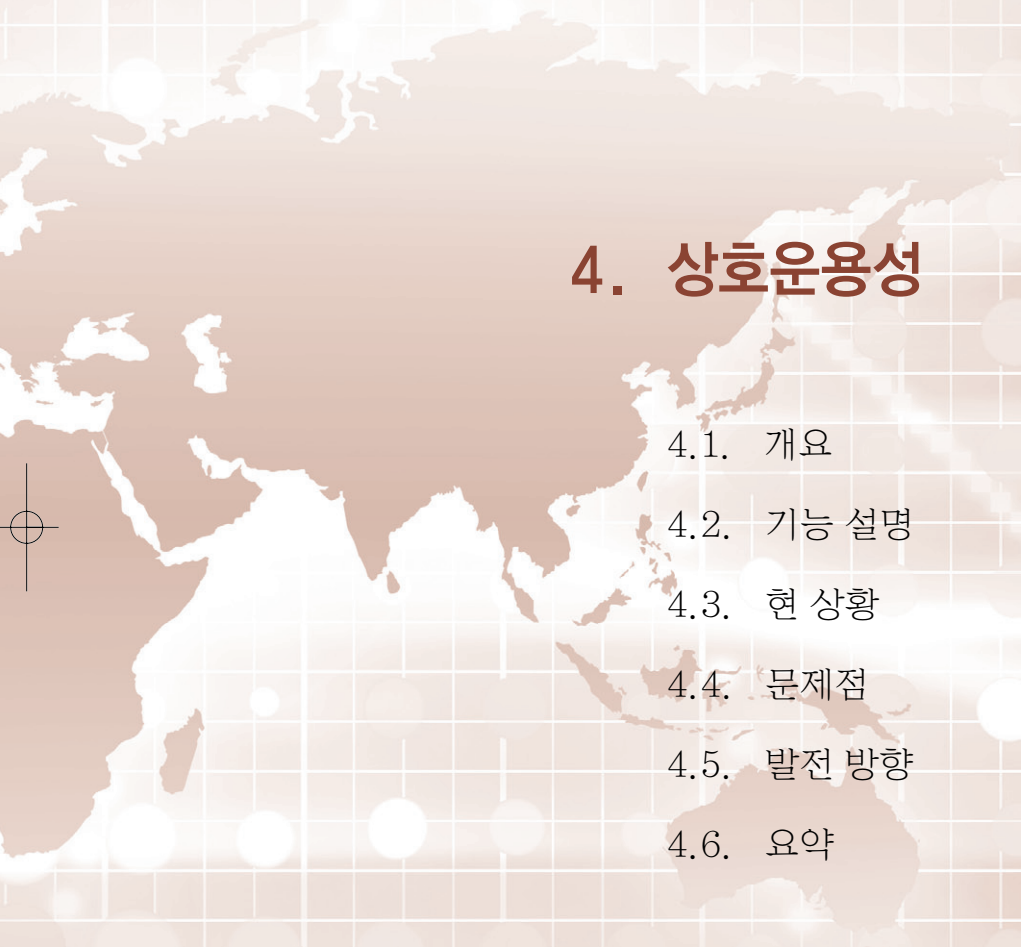 4. 상호운용성
4.1. 개요
4.2. 기능 설명
4.3. 현 상황
4.4. 문제점
4.5. 발전 방향
4.6. 요약